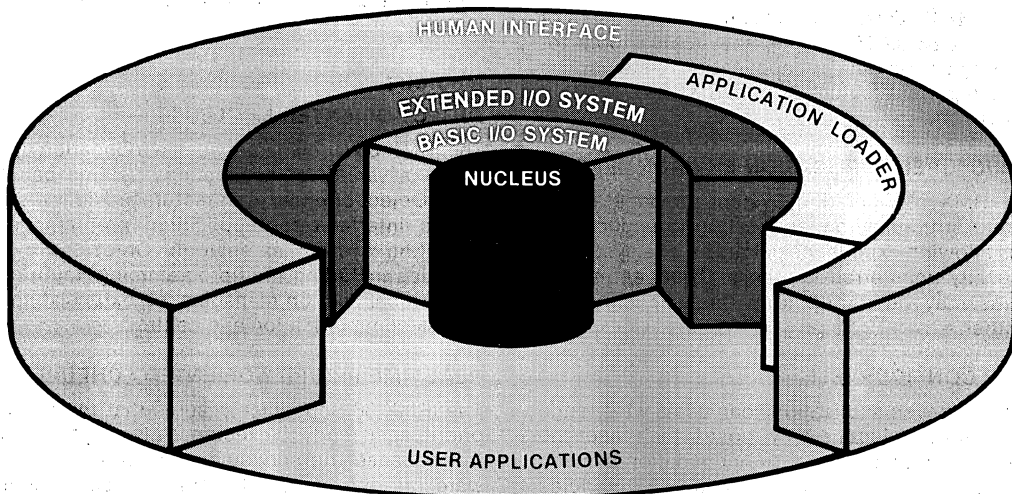 HUMAN INTERFACE
APPLICATION LOADER
EXTENDED I/O SYSTEM
BASIC I/O SYSTEM
NUCLEUS
USER APPLICATIONS